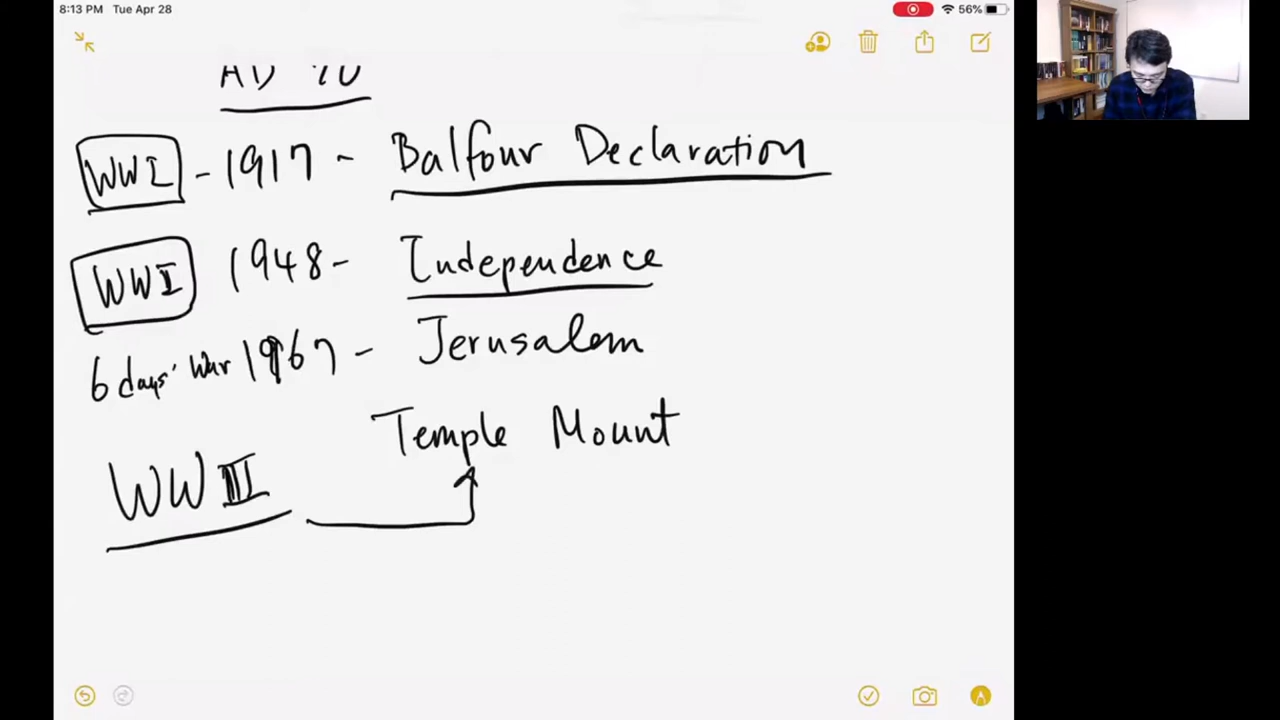 8:13 PM Tue Apr 28
56%
AD 70
WWI - 1917 - Balfour Declaration
WWII 1948 - Independence
6 days' War 1967 - Jerusalem
Temple Mount
WWIII